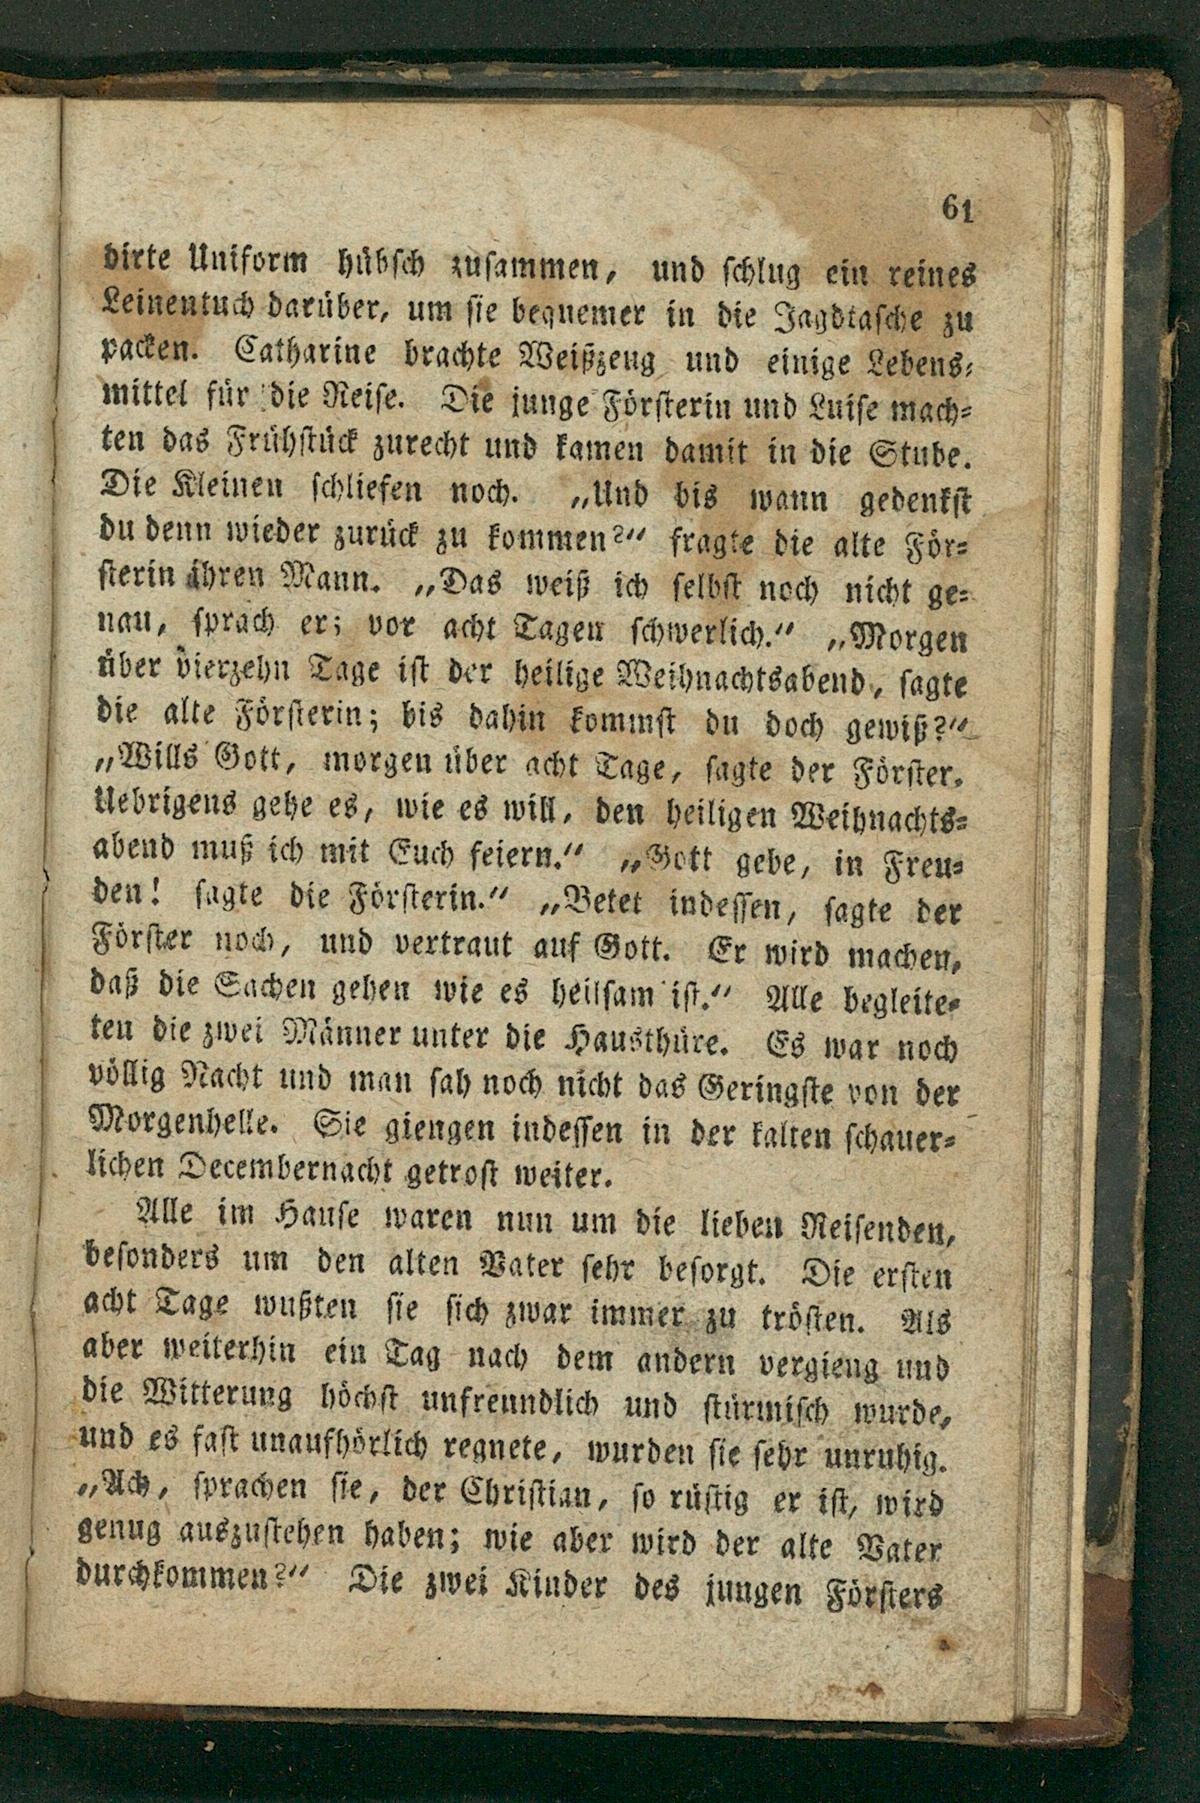 61
dirte Uniform hübsch zusammen, und schlug ein reines
Leinentuch darüber, um sie bequemer in die Jagdtasche zu
packen. Catharine brachte Weißzeug und einige Lebens-
mittel für die Reise. Die junge Försterin und Luise mach-
ten das Frühstück zurecht und kamen damit in die Stube.
Die Kleinen schliefen noch. „Und bis wann gedenkst
du denn wieder zurück zu kommen?“ fragte die alte För-
sterin ihren Mann. „Das weiß ich selbst noch nicht ge-
nau, sprach er; vor acht Tagen schwerlich.“ „Morgen
über vierzehn Tage ist der heilige Weihnachtsabend, sagte
die alte Försterin; bis dahin kommst du doch gewiß?“
„Wills Gott, morgen über acht Tage, sagte der Förster.
Uebrigens gehe es, wie es will, den heiligen Weihnachts-
abend muß ich mit Euch feiern.“ „Gott gebe, in Freu-
den! sagte die Försterin.“ „Betet indessen, sagte der
Förster noch, und vertraut auf Gott. Er wird machen,
daß die Sachen gehen wie es heilsam ist.“ Alle begleite-
ten die zwei Männer unter die Hausthüre. Es war noch
völlig Nacht und man sah noch nicht das Geringste von der
Morgenhelle. Sie giengen indessen in der kalten schauer-
lichen Decembernacht getrost weiter.
Alle im Hause waren nun um die lieben Reisenden,
besonders um den alten Vater sehr besorgt. Die ersten
acht Tage wußten sie sich zwar immer zu trösten. Als
aber weiterhin ein Tag nach dem andern vergieng und
die Witterung höchst unfreundlich und stürmisch wurde,
und es fast unaufhörlich regnete, wurden sie sehr unruhig.
„Ach, sprachen sie, der Christian, so rüstig er ist, wird
genug auszustehen haben; wie aber wird der alte Vater
durchkommen?“ Die zwei Kinder des jungen Försters